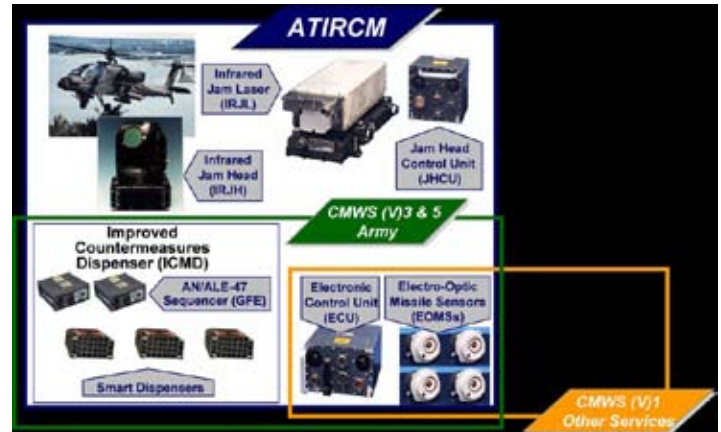 ATIRCM
Infrared
Jam Laser
(IRJL)
Infrared
Jam Head
(IRJH)
Jam Head
Control Unit
(JHCU)
CMWS (V)3 & 5
Army
Improved
Countermeasures
Dispenser (ICMD)
AN/ALE-47
Sequencer (GFE)
Smart Dispensers
Electronic
Control Unit
(ECU)
Electro-Optic
Missile Sensors
(EOMSs)
CMWS (V)1
Other Services